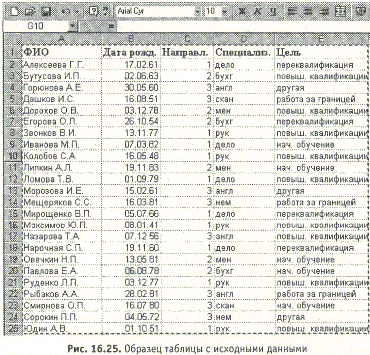 Arial Cyr 10
G10
A B C D E
1 ФИО Дата рожд. Направл. Специализ. Цель
2 Алексеева Г.Г. 17.02.61 1 дело переквалификация
3 Бутусова И.П. 02.06.63 2 бухг повыш. квалификации
4 Горюнова А.Е. 30.05.60 3 англ другая
5 Дашков И.С. 16.08.51 3 скан работа за границей
6 Дорохов О.В. 03.12.78 2 мен повыш. квалификации
7 Егорова О.Л. 26.10.54 2 бухг переквалификация
8 Звонков В.И. 13.11.77 1 рук повыш. квалификации
9 Иванова М.П. 07.03.82 1 дело нач. обучение
10 Колобов С.А. 16.05.48 1 рук повыш. квалификации
11 Липкин А.Л. 19.11.83 2 мен нач. обучение
12 Ломова Т.В. 01.09.79 1 дело повыш. квалификации
13 Морозова И.Е. 15.02.61 3 англ другая
14 Мещеряков С.С. 16.03.81 3 нем работа за границей
15 Мирощенко В.П. 05.07.66 1 дело переквалификация
16 Максимов Ю.П. 08.01.41 1 рук повыш. квалификации
17 Назарова Т.А. 07.12.56 3 англ повыш. квалификации
18 Нарочная С.П. 19.11.60 1 дело переквалификация
19 Овечкин Н.П. 13.05.81 2 мен нач. обучение
20 Павлова Е.А. 06.08.78 2 бухг нач. обучение
21 Руденко Л.П. 03.12.77 1 рук повыш. квалификации
22 Рыбаков А.А. 28.02.81 3 англ работа за границей
23 Смирнова О.П. 16.07.80 3 скан нач. обучение
24 Сорокин П.П. 04.05.72 3 нем другая
25 Юдин А.В. 01.10.51 1 рук повыш. квалификации
Рис. 16.25. Образец таблицы с исходными данными